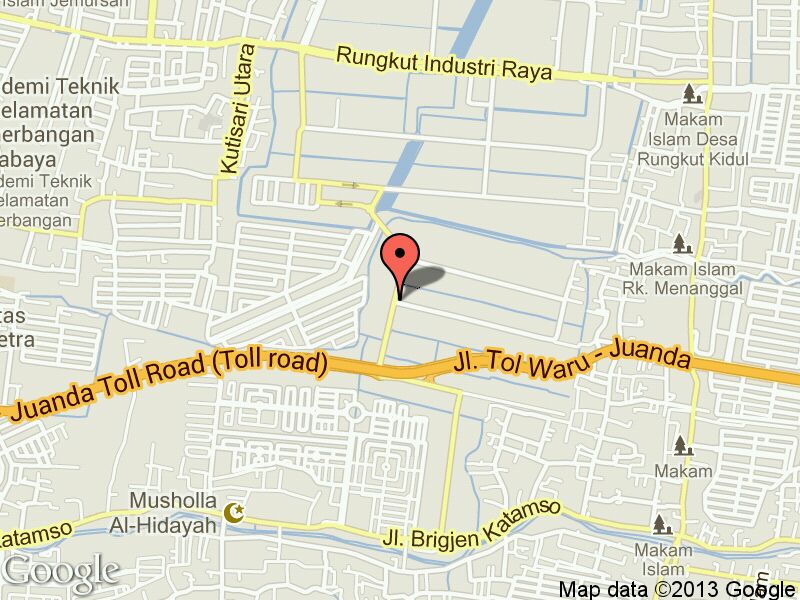 slam Jemursari
Rungkut Industri Raya
Kutisari Utara
demi Teknik
elamatan
erbangan
abaya
demi Teknik
elamatan
erbangan
Makam
Islam Desa
Rungkut Kidul
Makam Islam
Rk. Menanggal
tas
etra
Juanda Toll Road (Toll road)
Jl. Tol Waru - Juanda
Makam
Musholla
Al-Hidayah
Katamso
Jl. Brigjen Katamso
Makam
Islam
Google
Map data ©2013 Google